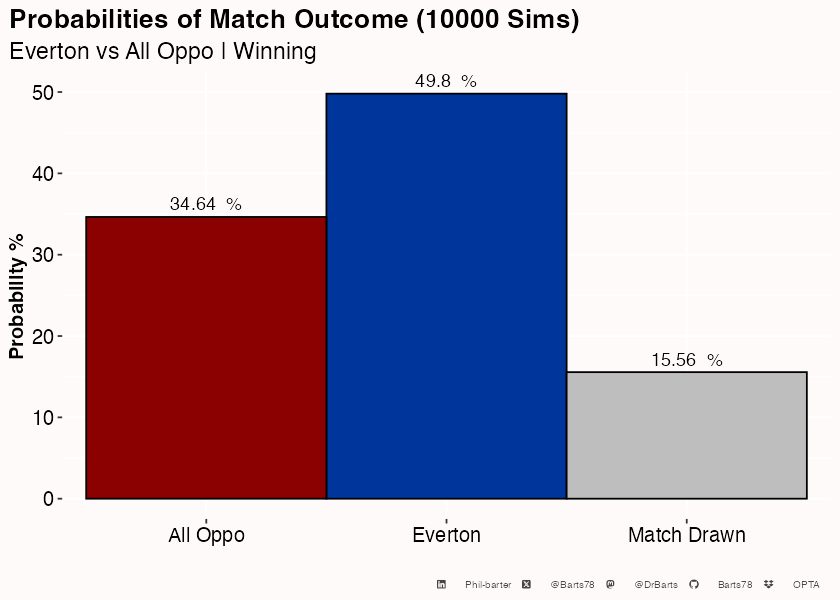 Probabilities of Match Outcome (10000 Sims)
Everton vs All Oppo | Winning
Probability %
50
40
30
20
10
0
34.64 %
49.8 %
15.56 %
All Oppo
Everton
Match Drawn
Phil-barter @Barts78 @DrBarts Barts78 OPTA